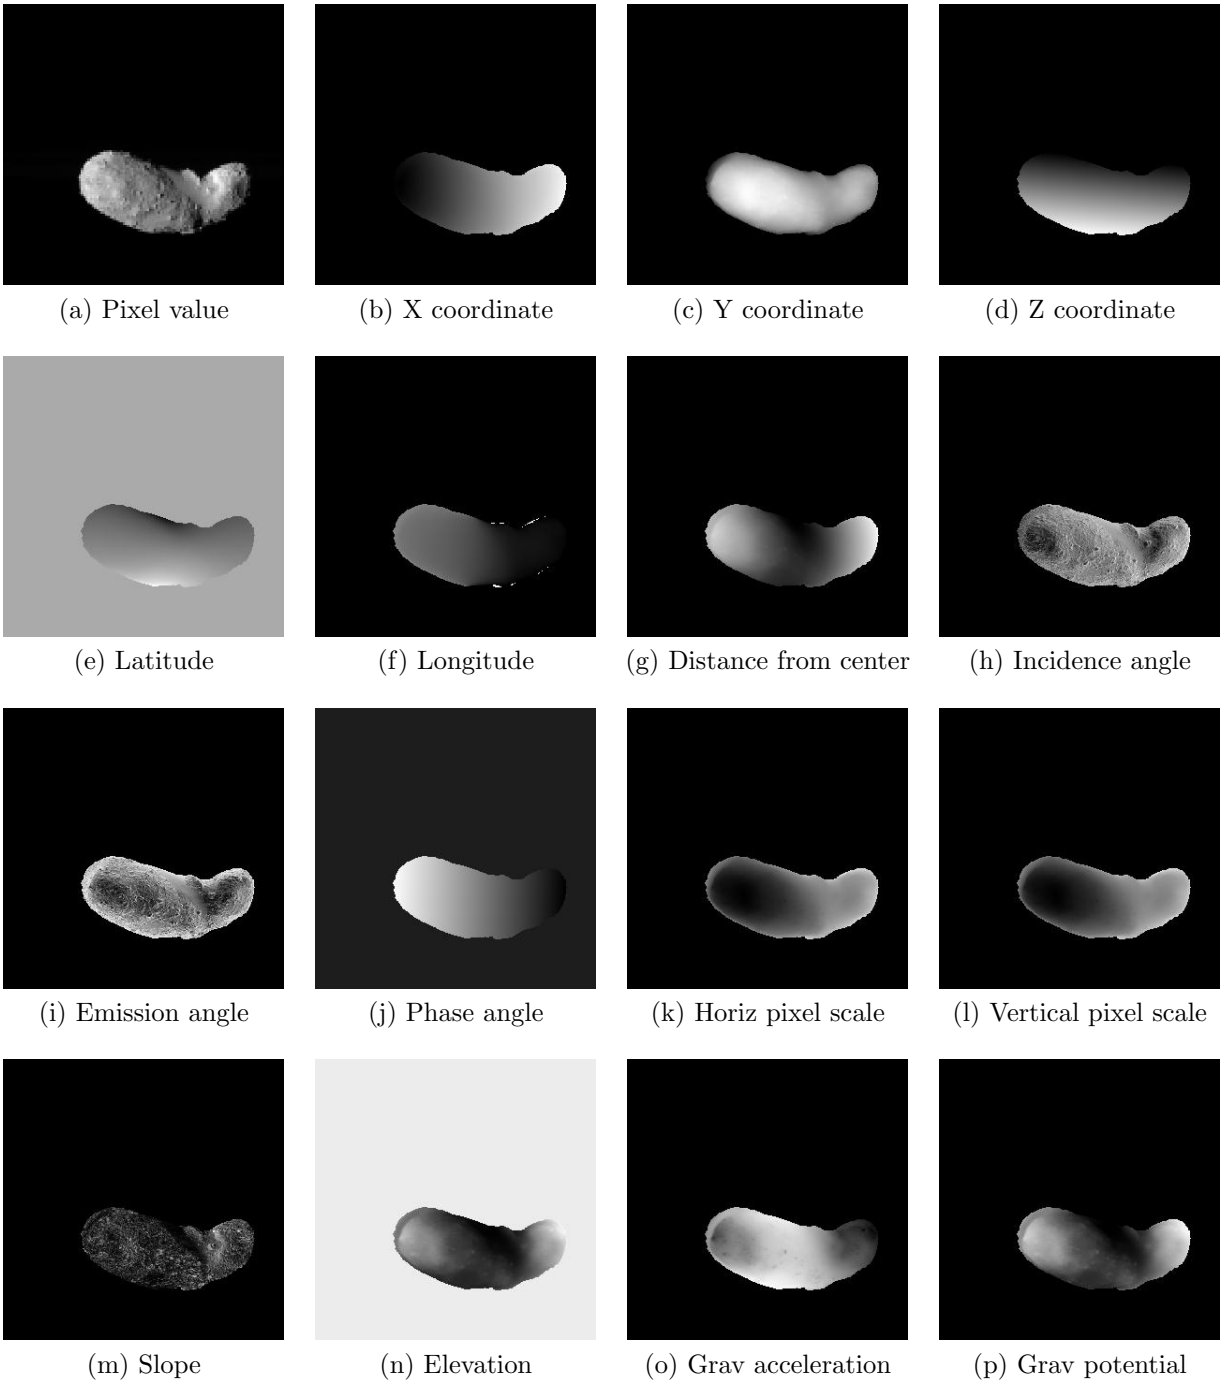 (a) Pixel value
(b) X coordinate
(c) Y coordinate
(d) Z coordinate
(e) Latitude
(f) Longitude
(g) Distance from center
(h) Incidence angle
(i) Emission angle
(j) Phase angle
(k) Horiz pixel scale
(l) Vertical pixel scale
(m) Slope
(n) Elevation
(o) Grav acceleration
(p) Grav potential